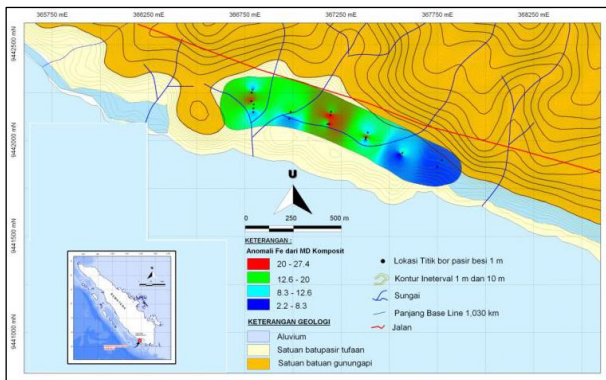 365750 mE 366250 mE 366750 mE 367250 mE 367750 mE 368250 mE
9442500 mN
9442000 mN
9441500 mN
9441000 mN
U
0 250 500 m
KETERANGAN :
Anomali Fe dari MD Komposit
20 - 27.4
12.6 - 20
8.3 - 12.6
2.2 - 8.3
KETERANGAN GEOLOGI
Aluvium
Satuan batupasir tufaan
Satuan batuan gunungapi
Lokasi Titik bor pasir besi 1 m
Kontur Ineterval 1 m dan 10 m
Sungai
Panjang Base Line 1,030 km
Jalan